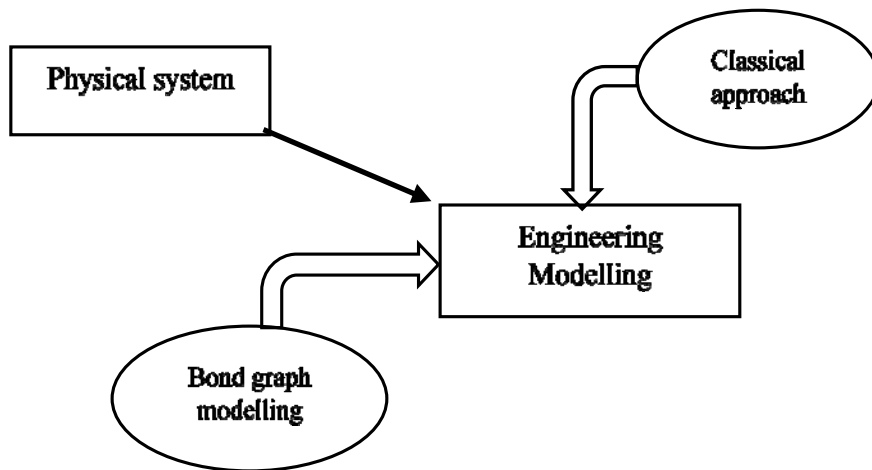 Physical system
Classical
approach
Engineering
Modelling
Bond graph
modelling